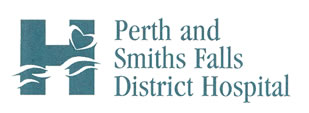 Perth and
Smiths Falls
District Hospital